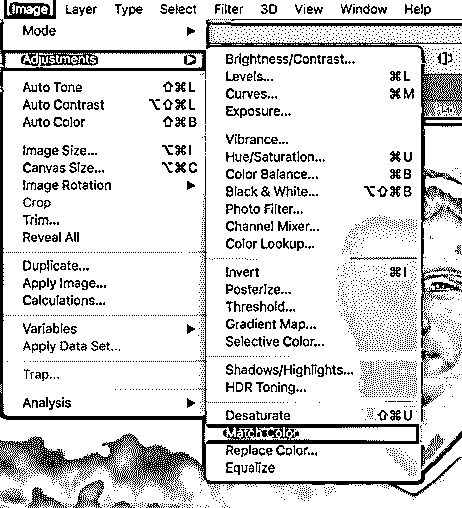 Image Layer Type Select Filter 3D View Window Help
Mode ▶
Adjustments ▶
Auto Tone ⇧⌘L
Auto Contrast ⌥⇧⌘L
Auto Color ⇧⌘B
Image Size... ⌥⌘I
Canvas Size... ⌥⌘C
Image Rotation ▶
Crop
Trim...
Reveal All
Duplicate...
Apply Image...
Calculations...
Variables ▶
Apply Data Set...
Trap...
Analysis ▶
Brightness/Contrast...
Levels... ⌘L
Curves... ⌘M
Exposure...
Vibrance...
Hue/Saturation... ⌘U
Color Balance... ⌘B
Black & White... ⌥⇧⌘B
Photo Filter...
Channel Mixer...
Color Lookup...
Invert ⌘I
Posterize...
Threshold...
Gradient Map...
Selective Color...
Shadows/Highlights...
HDR Toning...
Desaturate ⇧⌘U
Match Color...
Replace Color...
Equalize